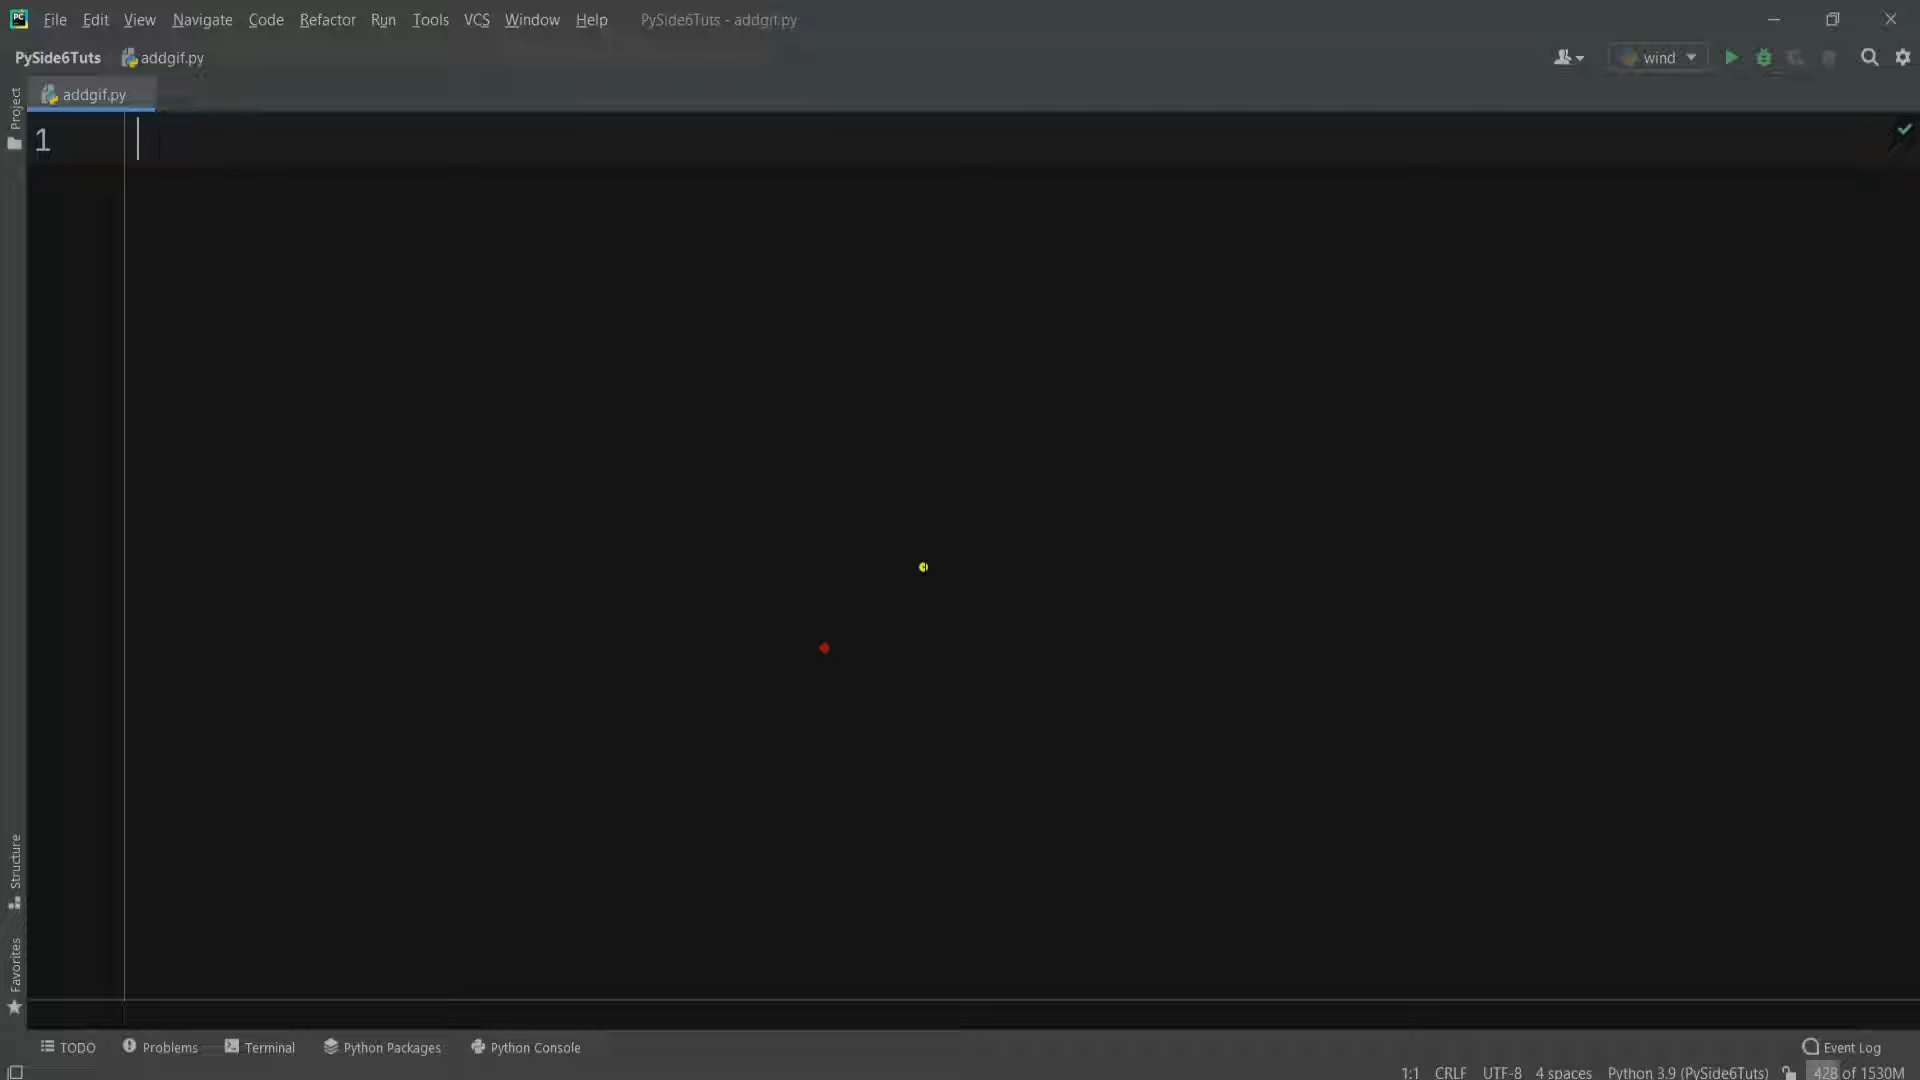 PC File Edit View Navigate Code Refactor Run Tools VCS Window Help PySide6Tuts - addgif.py
PySide6Tuts addgif.py wind
addgif.py
Project
1
Structure
Favorites
TODO Problems Terminal Python Packages Python Console Event Log
1:1 CRLF UTF-8 4 spaces Python 3.9 (PySide6Tuts) 428 of 1530M